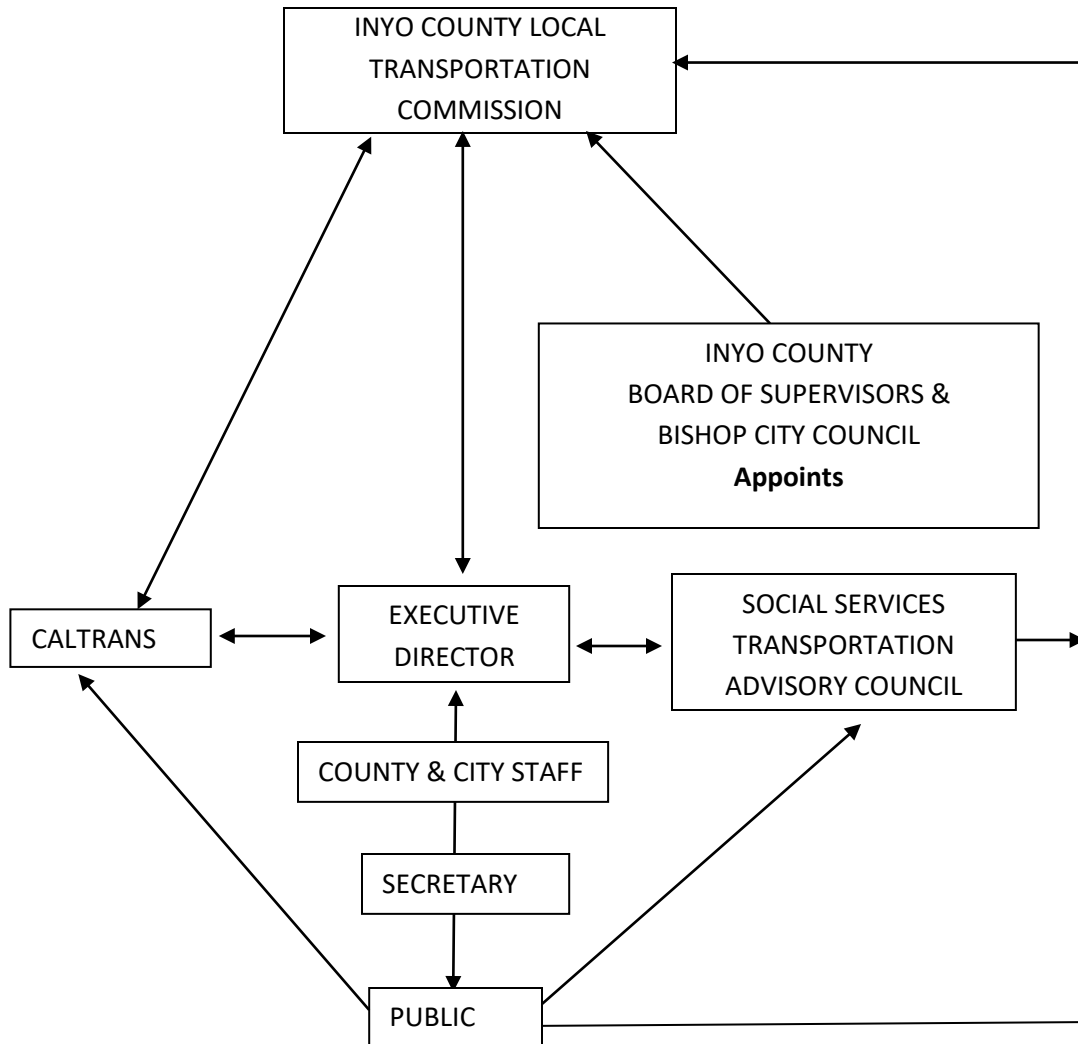 INYO COUNTY LOCAL
TRANSPORTATION
COMMISSION
INYO COUNTY
BOARD OF SUPERVISORS &
BISHOP CITY COUNCIL
Appoints
CALTRANS
EXECUTIVE
DIRECTOR
SOCIAL SERVICES
TRANSPORTATION
ADVISORY COUNCIL
COUNTY & CITY STAFF
SECRETARY
PUBLIC